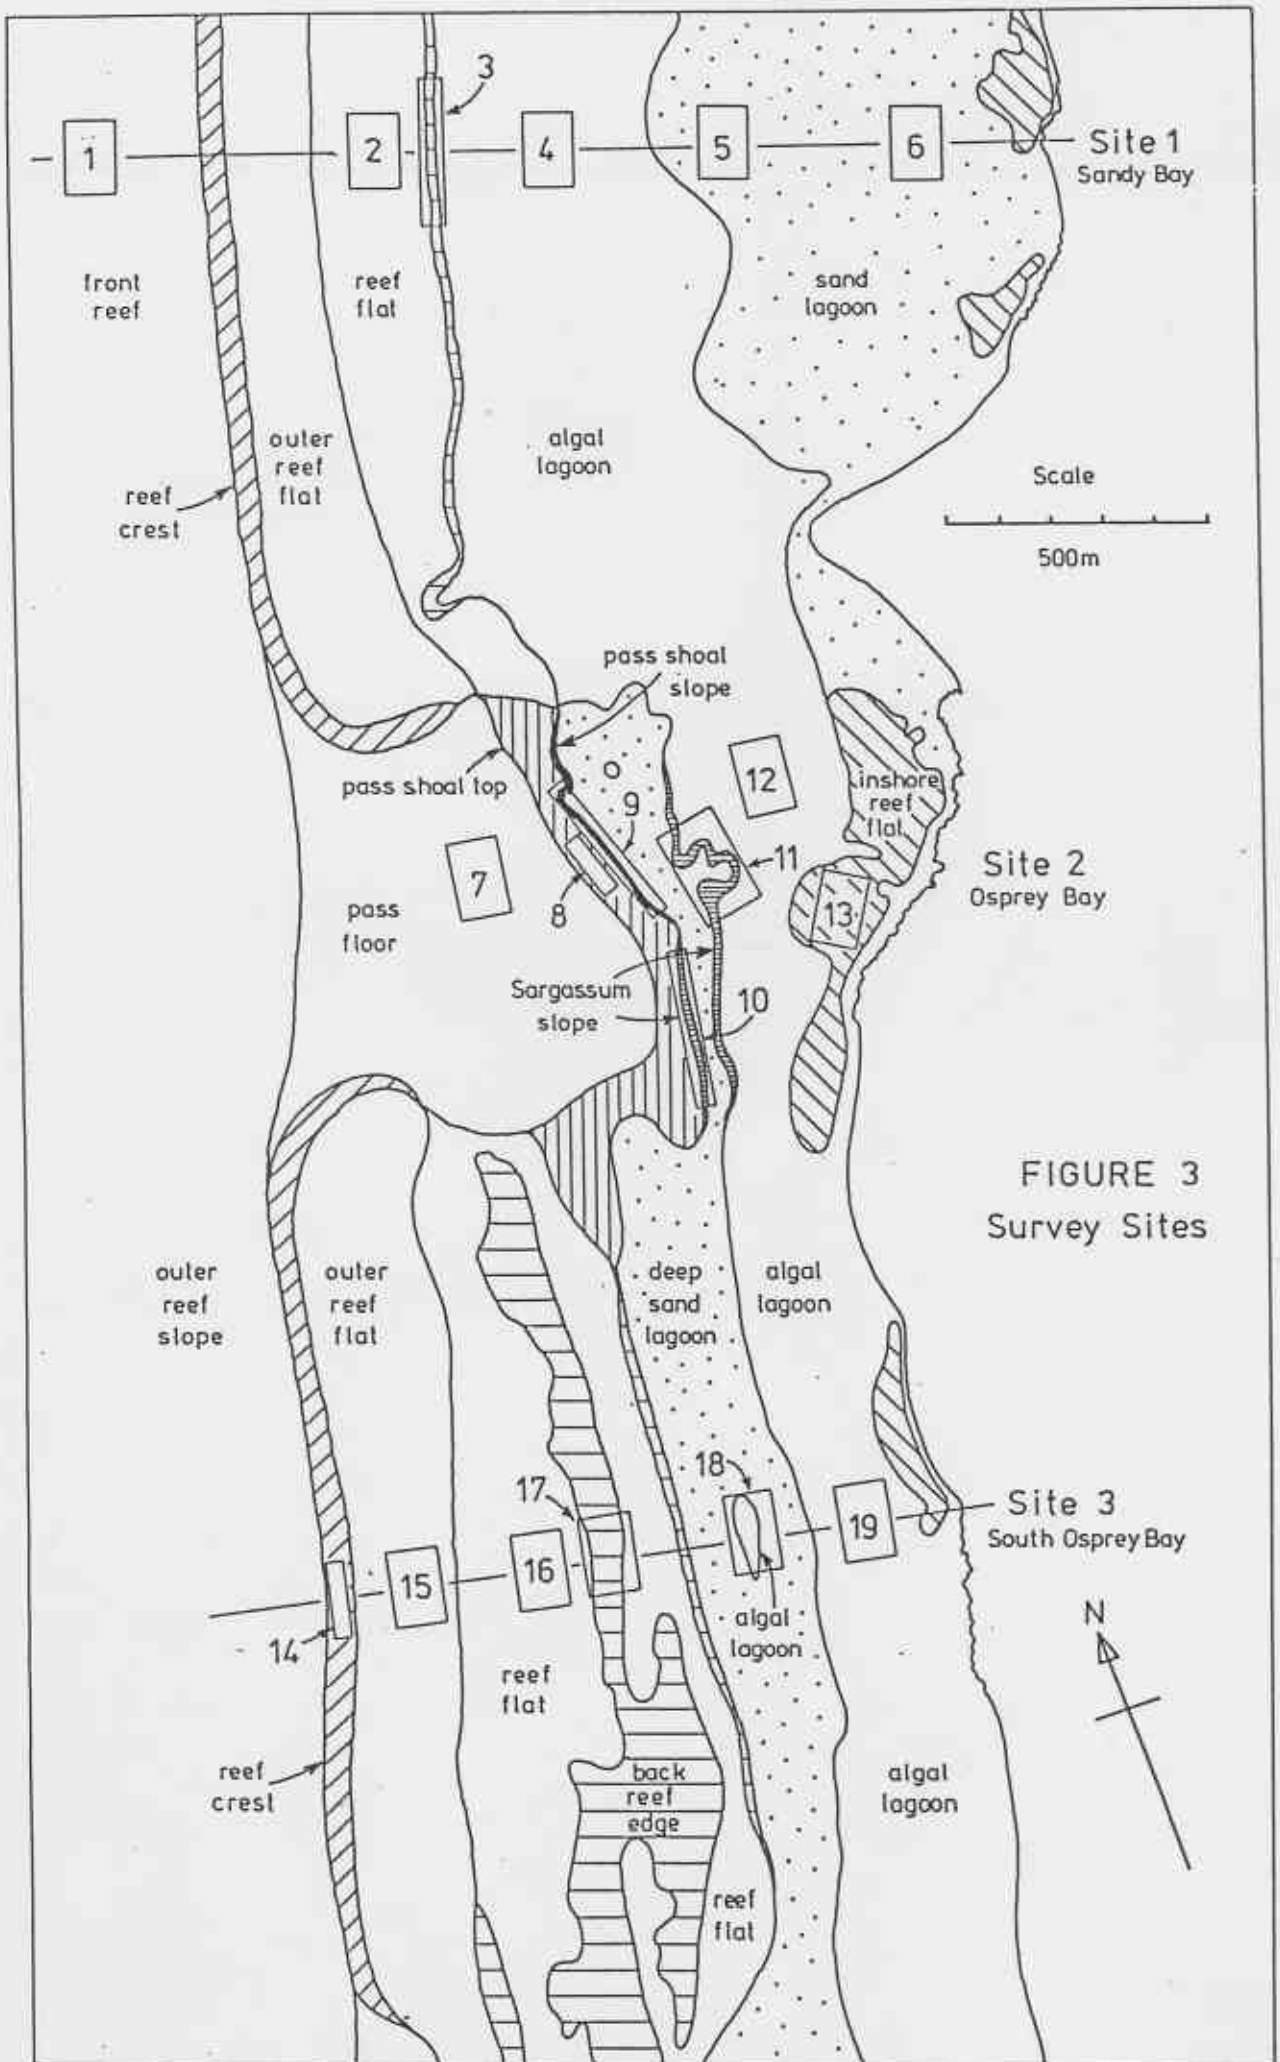 3
1
2
4
5
6
Site 1
Sandy Bay
front
reef
reef
flat
sand
lagoon
outer
reef
flat
algal
lagoon
reef
crest
Scale
500m
pass shoal
slope
pass shoal top
12
inshore
reef
flat
9
11
7
8
13
Site 2
Osprey Bay
pass
floor
Sargassum
slope
10
FIGURE 3
Survey Sites
outer
reef
slope
outer
reef
flat
deep
sand
lagoon
algal
lagoon
18
17
Site 3
South Osprey Bay
19
16
15
14
algal
lagoon
N
reef
flat
reef
crest
back
reef
edge
algal
lagoon
reef
flat